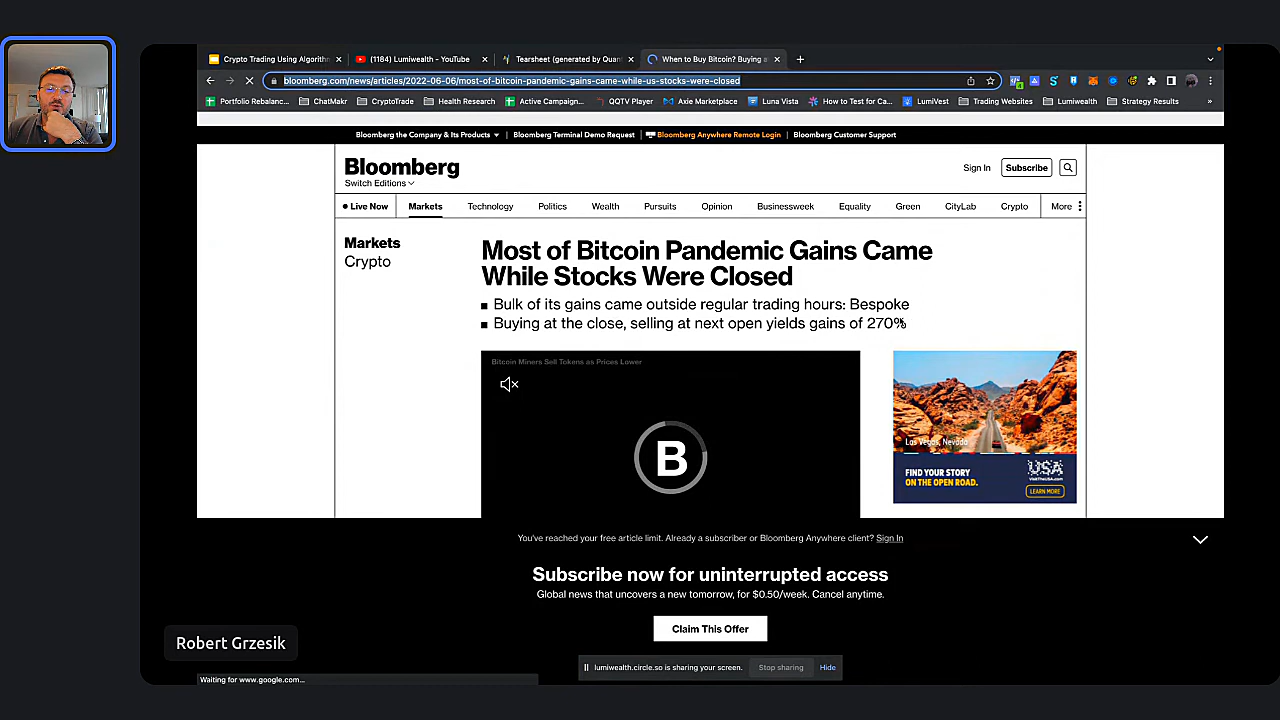 Crypto Trading Using Algorithm
(1184) Lumiwealth - YouTube
Tearsheet (generated by Quan
When to Buy Bitcoin? Buying a
bloomberg.com/news/articles/2022-06-06/most-of-bitcoin-pandemic-gains-came-while-us-stocks-were-closed
Portfolio Rebalanc...
ChatMakr
CryptoTrade
Health Research
Active Campaign...
QQTV Player
Axie Marketplace
Luna Vista
How to Test for Ca...
LumiVest
Trading Websites
Lumiwealth
Strategy Results
»
Bloomberg the Company & Its Products
Bloomberg Terminal Demo Request
Bloomberg Anywhere Remote Login
Bloomberg Customer Support
Bloomberg
Switch Editions
Sign In
Subscribe
Live Now
Markets
Technology
Politics
Wealth
Pursuits
Opinion
Businessweek
Equality
Green
CityLab
Crypto
More
Markets
Crypto
Most of Bitcoin Pandemic Gains Came
While Stocks Were Closed
Bulk of its gains came outside regular trading hours: Bespoke
Buying at the close, selling at next open yields gains of 270%
Bitcoin Miners Sell Tokens as Prices Lower
B
Las Vegas, Nevada
FIND YOUR STORY
ON THE OPEN ROAD.
USA
VisitTheUSA.com
LEARN MORE
You've reached your free article limit. Already a subscriber or Bloomberg Anywhere client? Sign In
Subscribe now for uninterrupted access
Global news that uncovers a new tomorrow, for $0.50/week. Cancel anytime.
Claim This Offer
Robert Grzesik
lumiwealth.circle.so is sharing your screen.
Stop sharing
Hide
Waiting for www.google.com...